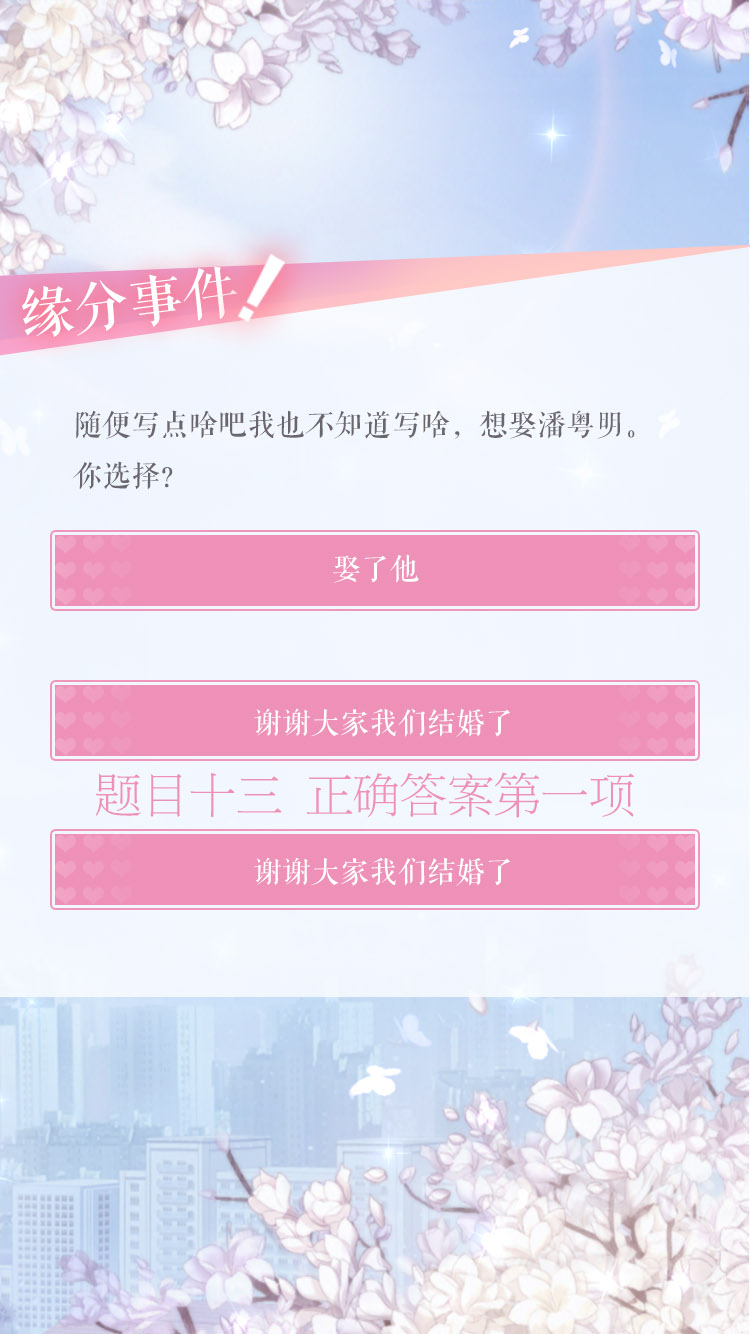 缘分事件!
随便写点啥吧我也不知道写啥，想娶潘粤明。
你选择?
娶了他
谢谢大家我们结婚了
题目十三 正确答案第一项
谢谢大家我们结婚了